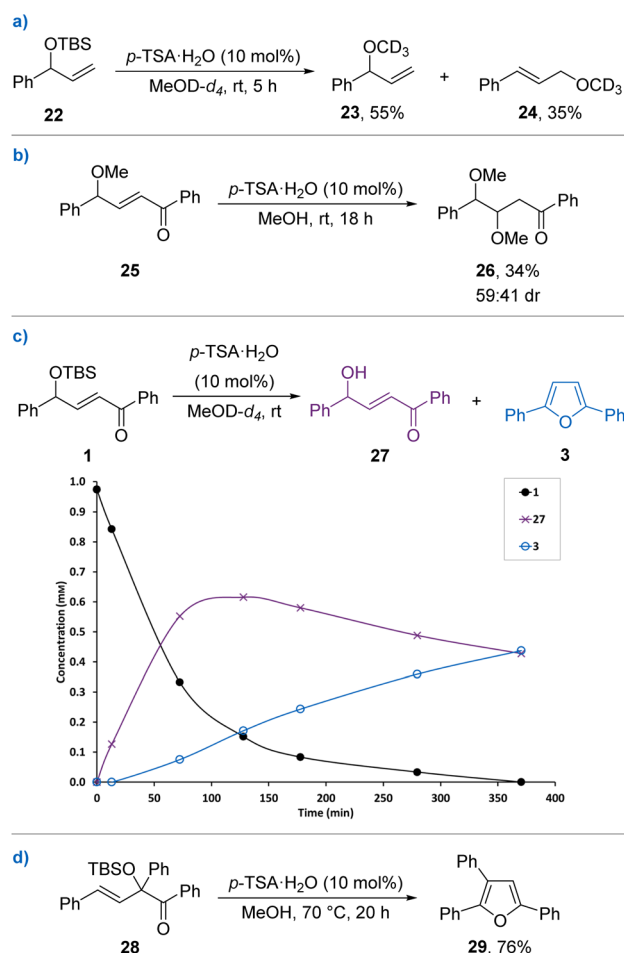 a)
OTBS
Ph
22
p-TSA·H₂O (10 mol%)
MeOD-d₄, rt, 5 h
OCD₃
Ph
23, 55%
+
Ph
OCD₃
24, 35%
b)
OMe
Ph
Ph
O
25
p-TSA·H₂O (10 mol%)
MeOH, rt, 18 h
OMe
Ph
Ph
OMe
O
26, 34%
59:41 dr
c)
OTBS
Ph
Ph
O
1
p-TSA·H₂O
(10 mol%)
MeOD-d₄, rt
OH
Ph
Ph
O
27
+
Ph
O
Ph
3
1
27
3
Concentration (mM)
1.0
0.9
0.8
0.7
0.6
0.5
0.4
0.3
0.2
0.1
0.0
0
50
100
150
200
250
300
350
400
Time (min)
d)
TBSO
Ph
Ph
Ph
O
28
p-TSA·H₂O (10 mol%)
MeOH, 70 °C, 20 h
Ph
Ph
O
Ph
29, 76%